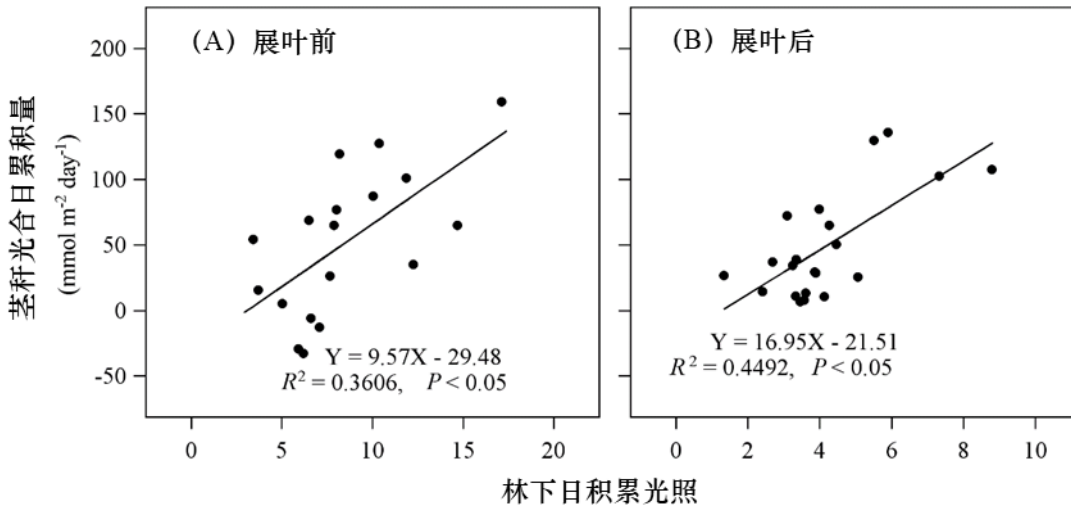 (A) 展叶前
(B) 展叶后
茎秆光合日累积量
(mmol m⁻² day⁻¹)
200
150
100
50
0
-50
Y = 9.57X - 29.48
R² = 0.3606, P < 0.05
Y = 16.95X - 21.51
R² = 0.4492, P < 0.05
0 5 10 15 20
0 2 4 6 8 10
林下日积累光照